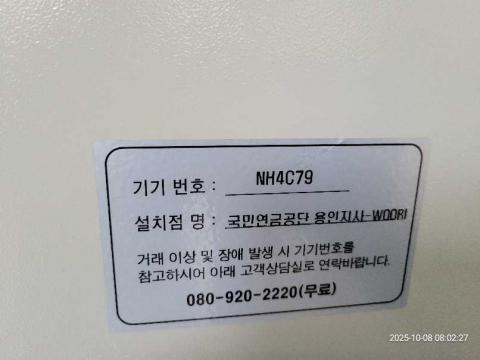 기기 번호 : NH4C79
설치점 명 : 국민연금공단 용인지사-WOORI
거래 이상 및 장애 발생 시 기기번호를
참고하시어 아래 고객상담실로 연락바랍니다.
080-920-2220(무료)
2025-10-08 08:02:27